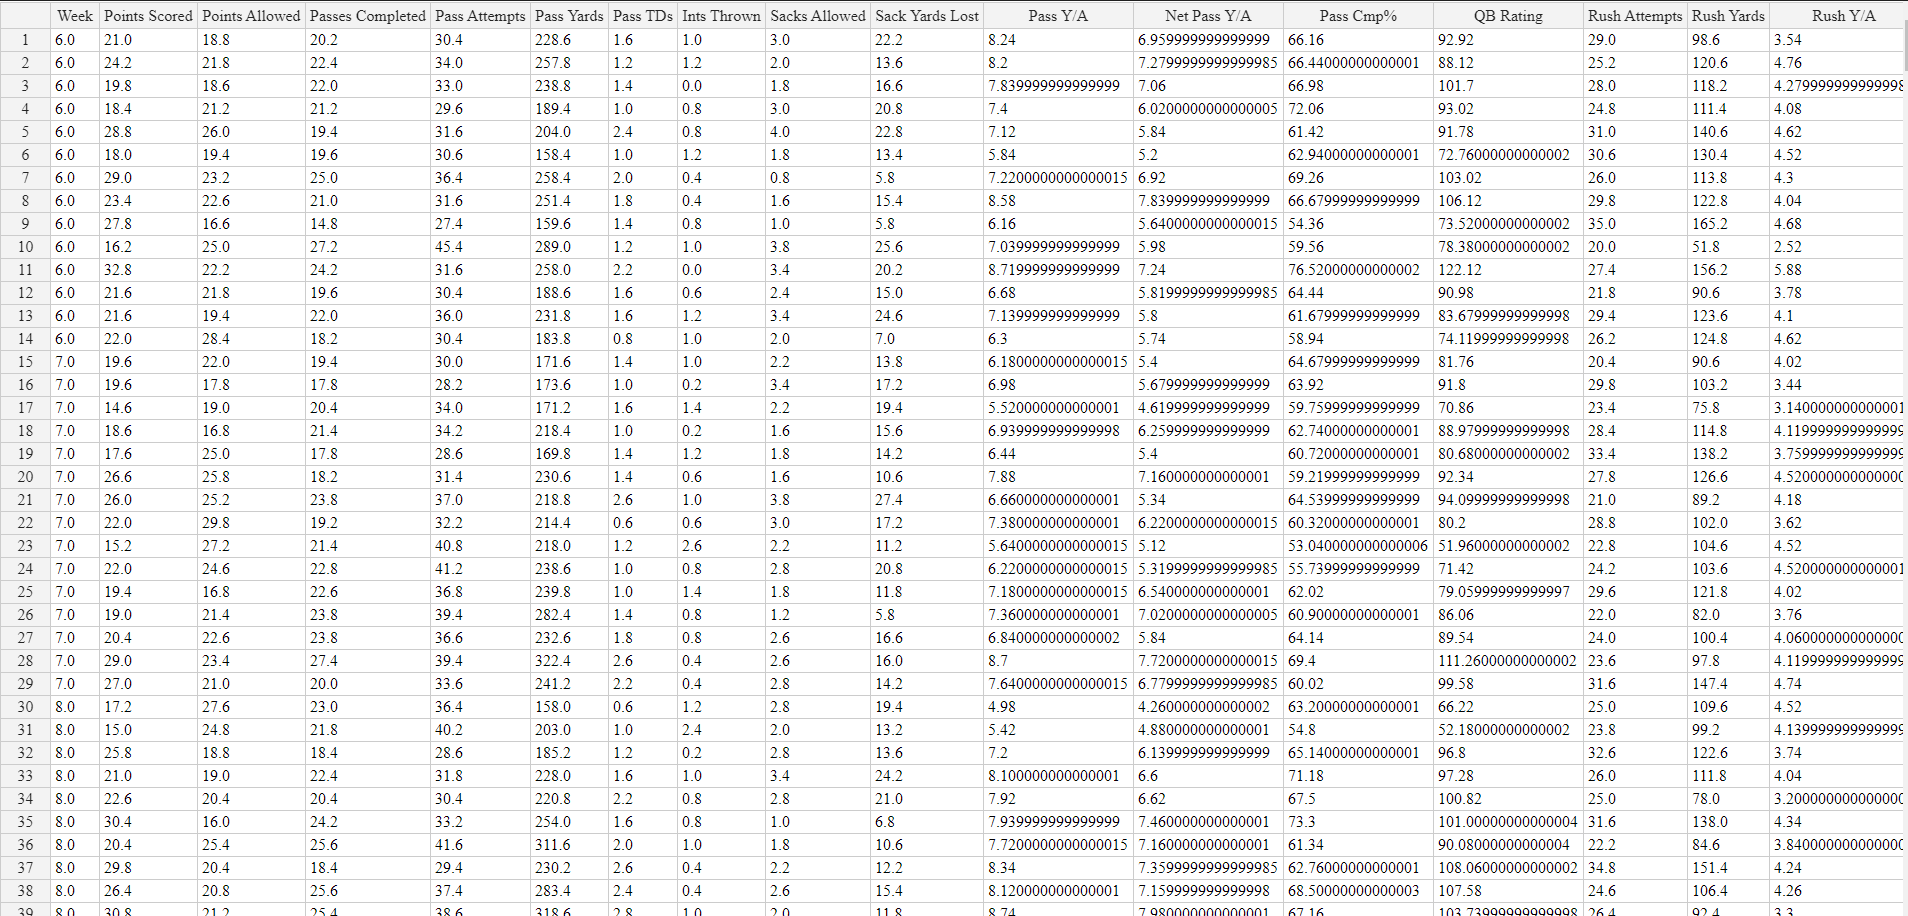 Week Points Scored Points Allowed Passes Completed Pass Attempts Pass Yards Pass TDs Ints Thrown Sacks Allowed Sack Yards Lost Pass Y/A Net Pass Y/A Pass Cmp% QB Rating Rush Attempts Rush Yards Rush Y/A
1 6.0 21.0 18.8 20.2 30.4 228.6 1.6 1.0 3.0 22.2 8.24 6.959999999999999 66.16 92.92 29.0 98.6 3.54
2 6.0 24.2 21.8 22.4 34.0 257.8 1.2 1.2 2.0 13.6 8.2 7.2799999999999985 66.44000000000001 88.12 25.2 120.6 4.76
3 6.0 19.8 18.6 22.0 33.0 238.8 1.4 0.0 1.8 16.6 7.839999999999999 7.06 66.98 101.7 28.0 118.2 4.279999999999998
4 6.0 18.4 21.2 21.2 29.6 189.4 1.0 0.8 3.0 20.8 7.4 6.0200000000000005 72.06 93.02 24.8 111.4 4.08
5 6.0 28.8 26.0 19.4 31.6 204.0 2.4 0.8 4.0 22.8 7.12 5.84 61.42 91.78 31.0 140.6 4.62
6 6.0 18.0 19.4 19.6 30.6 158.4 1.0 1.2 1.8 13.4 5.84 5.2 62.94000000000001 72.76000000000002 30.6 130.4 4.52
7 6.0 29.0 23.2 25.0 36.4 258.4 2.0 0.4 0.8 5.8 7.2200000000000015 6.92 69.26 103.02 26.0 113.8 4.3
8 6.0 23.4 22.6 21.0 31.6 251.4 1.8 0.4 1.6 15.4 8.58 7.839999999999999 66.67999999999999 106.12 29.8 122.8 4.04
9 6.0 27.8 16.6 14.8 27.4 159.6 1.4 0.8 1.0 5.8 6.16 5.6400000000000015 54.36 73.52000000000002 35.0 165.2 4.68
10 6.0 16.2 25.0 27.2 45.4 289.0 1.2 1.0 3.8 25.6 7.039999999999999 5.98 59.56 78.38000000000002 20.0 51.8 2.52
11 6.0 32.8 22.2 24.2 31.6 258.0 2.2 0.0 3.4 20.2 8.719999999999999 7.24 76.52000000000002 122.12 27.4 156.2 5.88
12 6.0 21.6 21.8 19.6 30.4 188.6 1.6 0.6 2.4 15.0 6.68 5.8199999999999985 64.44 90.98 21.8 90.6 3.78
13 6.0 21.6 19.4 22.0 36.0 231.8 1.6 1.2 3.4 24.6 7.139999999999999 5.8 61.67999999999999 83.67999999999998 29.4 123.6 4.1
14 6.0 22.0 28.4 18.2 30.4 183.8 0.8 1.0 2.0 7.0 6.3 5.74 58.94 74.11999999999998 26.2 124.8 4.62
15 7.0 19.6 22.0 19.4 30.0 171.6 1.4 1.0 2.2 13.8 6.1800000000000015 5.4 64.67999999999999 81.76 20.4 90.6 4.02
16 7.0 19.6 17.8 17.8 28.2 173.6 1.0 0.2 3.4 17.2 6.98 5.679999999999999 63.92 91.8 29.8 103.2 3.44
17 7.0 14.6 19.0 20.4 34.0 171.2 1.6 1.4 2.2 19.4 5.520000000000001 4.619999999999999 59.75999999999999 70.86 23.4 75.8 3.140000000000001
18 7.0 18.6 16.8 21.4 34.2 218.4 1.0 0.2 1.6 15.6 6.939999999999998 6.259999999999999 62.74000000000001 88.97999999999998 28.4 114.8 4.119999999999999
19 7.0 17.6 25.0 17.8 28.6 169.8 1.4 1.2 1.8 14.2 6.44 5.4 60.72000000000001 80.68000000000002 33.4 138.2 3.759999999999999
20 7.0 26.6 25.8 18.2 31.4 230.6 1.4 0.6 1.6 10.6 7.88 7.160000000000001 59.21999999999999 92.34 27.8 126.6 4.520000000000000
21 7.0 26.0 25.2 23.8 37.0 218.8 2.6 1.0 3.8 27.4 6.660000000000001 5.34 64.53999999999999 94.09999999999998 21.0 89.2 4.18
22 7.0 22.0 29.8 19.2 32.2 214.4 0.6 0.6 3.0 17.2 7.380000000000001 6.2200000000000015 60.32000000000001 80.2 28.8 102.0 3.62
23 7.0 15.2 27.2 21.4 40.8 218.0 1.2 2.6 2.2 11.2 5.6400000000000015 5.12 53.040000000000006 51.96000000000002 22.8 104.6 4.52
24 7.0 22.0 24.6 22.8 41.2 238.6 1.0 0.8 2.8 20.8 6.2200000000000015 5.3199999999999985 55.73999999999999 71.42 24.2 103.6 4.520000000000001
25 7.0 19.4 16.8 22.6 36.8 239.8 1.0 1.4 1.8 11.8 7.1800000000000015 6.540000000000001 62.02 79.05999999999997 29.6 121.8 4.02
26 7.0 19.0 21.4 23.8 39.4 282.4 1.4 0.8 1.2 5.8 7.360000000000001 7.0200000000000005 60.90000000000001 86.06 22.0 82.0 3.76
27 7.0 20.4 22.6 23.8 36.6 232.6 1.8 0.8 2.6 16.6 6.840000000000002 5.84 64.14 89.54 24.0 100.4 4.060000000000000
28 7.0 29.0 23.4 27.4 39.4 322.4 2.6 0.4 2.6 16.0 8.7 7.7200000000000015 69.4 111.26000000000002 23.6 97.8 4.119999999999999
29 7.0 27.0 21.0 20.0 33.6 241.2 2.2 0.4 2.8 14.2 7.6400000000000015 6.7799999999999985 60.02 99.58 31.6 147.4 4.74
30 8.0 17.2 27.6 23.0 36.4 158.0 0.6 1.2 2.8 19.4 4.98 4.260000000000002 63.20000000000001 66.22 25.0 109.6 4.52
31 8.0 15.0 24.8 21.8 40.2 203.0 1.0 2.4 2.0 13.2 5.42 4.880000000000001 54.8 52.18000000000002 23.8 99.2 4.139999999999999
32 8.0 25.8 18.8 18.4 28.6 185.2 1.2 0.2 2.8 13.6 7.2 6.139999999999999 65.14000000000001 96.8 32.6 122.6 3.74
33 8.0 21.0 19.0 22.4 31.8 228.0 1.6 1.0 3.4 24.2 8.100000000000001 6.6 71.18 97.28 26.0 111.8 4.04
34 8.0 22.6 20.4 20.4 30.4 220.8 2.2 0.8 2.8 21.0 7.92 6.62 67.5 100.82 25.0 78.0 3.200000000000000
35 8.0 30.4 16.0 24.2 33.2 254.0 1.6 0.8 1.0 6.8 7.939999999999999 7.460000000000001 73.3 101.00000000000004 31.6 138.0 4.34
36 8.0 20.4 25.4 25.6 41.6 311.6 2.0 1.0 1.8 10.6 7.7200000000000015 7.160000000000001 61.34 90.08000000000004 22.2 84.6 3.840000000000000
37 8.0 29.8 20.4 18.4 29.4 230.2 2.6 0.4 2.2 12.2 8.34 7.3599999999999985 62.76000000000001 108.06000000000002 34.8 151.4 4.24
38 8.0 26.4 20.8 25.6 37.4 283.4 2.4 0.4 2.6 15.4 8.120000000000001 7.159999999999998 68.50000000000003 107.58 24.6 106.4 4.26
39 8.0 30.8 21.2 25.4 38.6 318.6 2.8 1.0 2.0 11.8 8.74 7.980000000000001 67.16 103.73999999999998 26.4 92.4 3.3